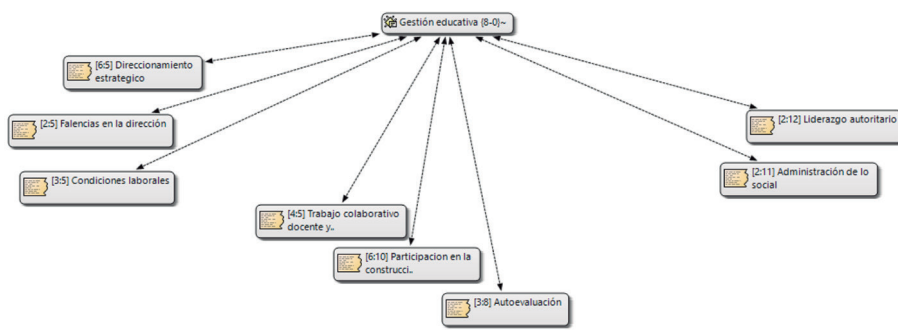 Gestión educativa {8-0}~
[6:5] Direccionamiento
estrategico
[2:5] Falencias en la dirección
[3:5] Condiciones laborales
[4:5] Trabajo colaborativo
docente y..
[6:10] Participacion en la
construcci..
[3:8] Autoevaluación
[2:12] Liderazgo autoritario
[2:11] Administración de lo
social